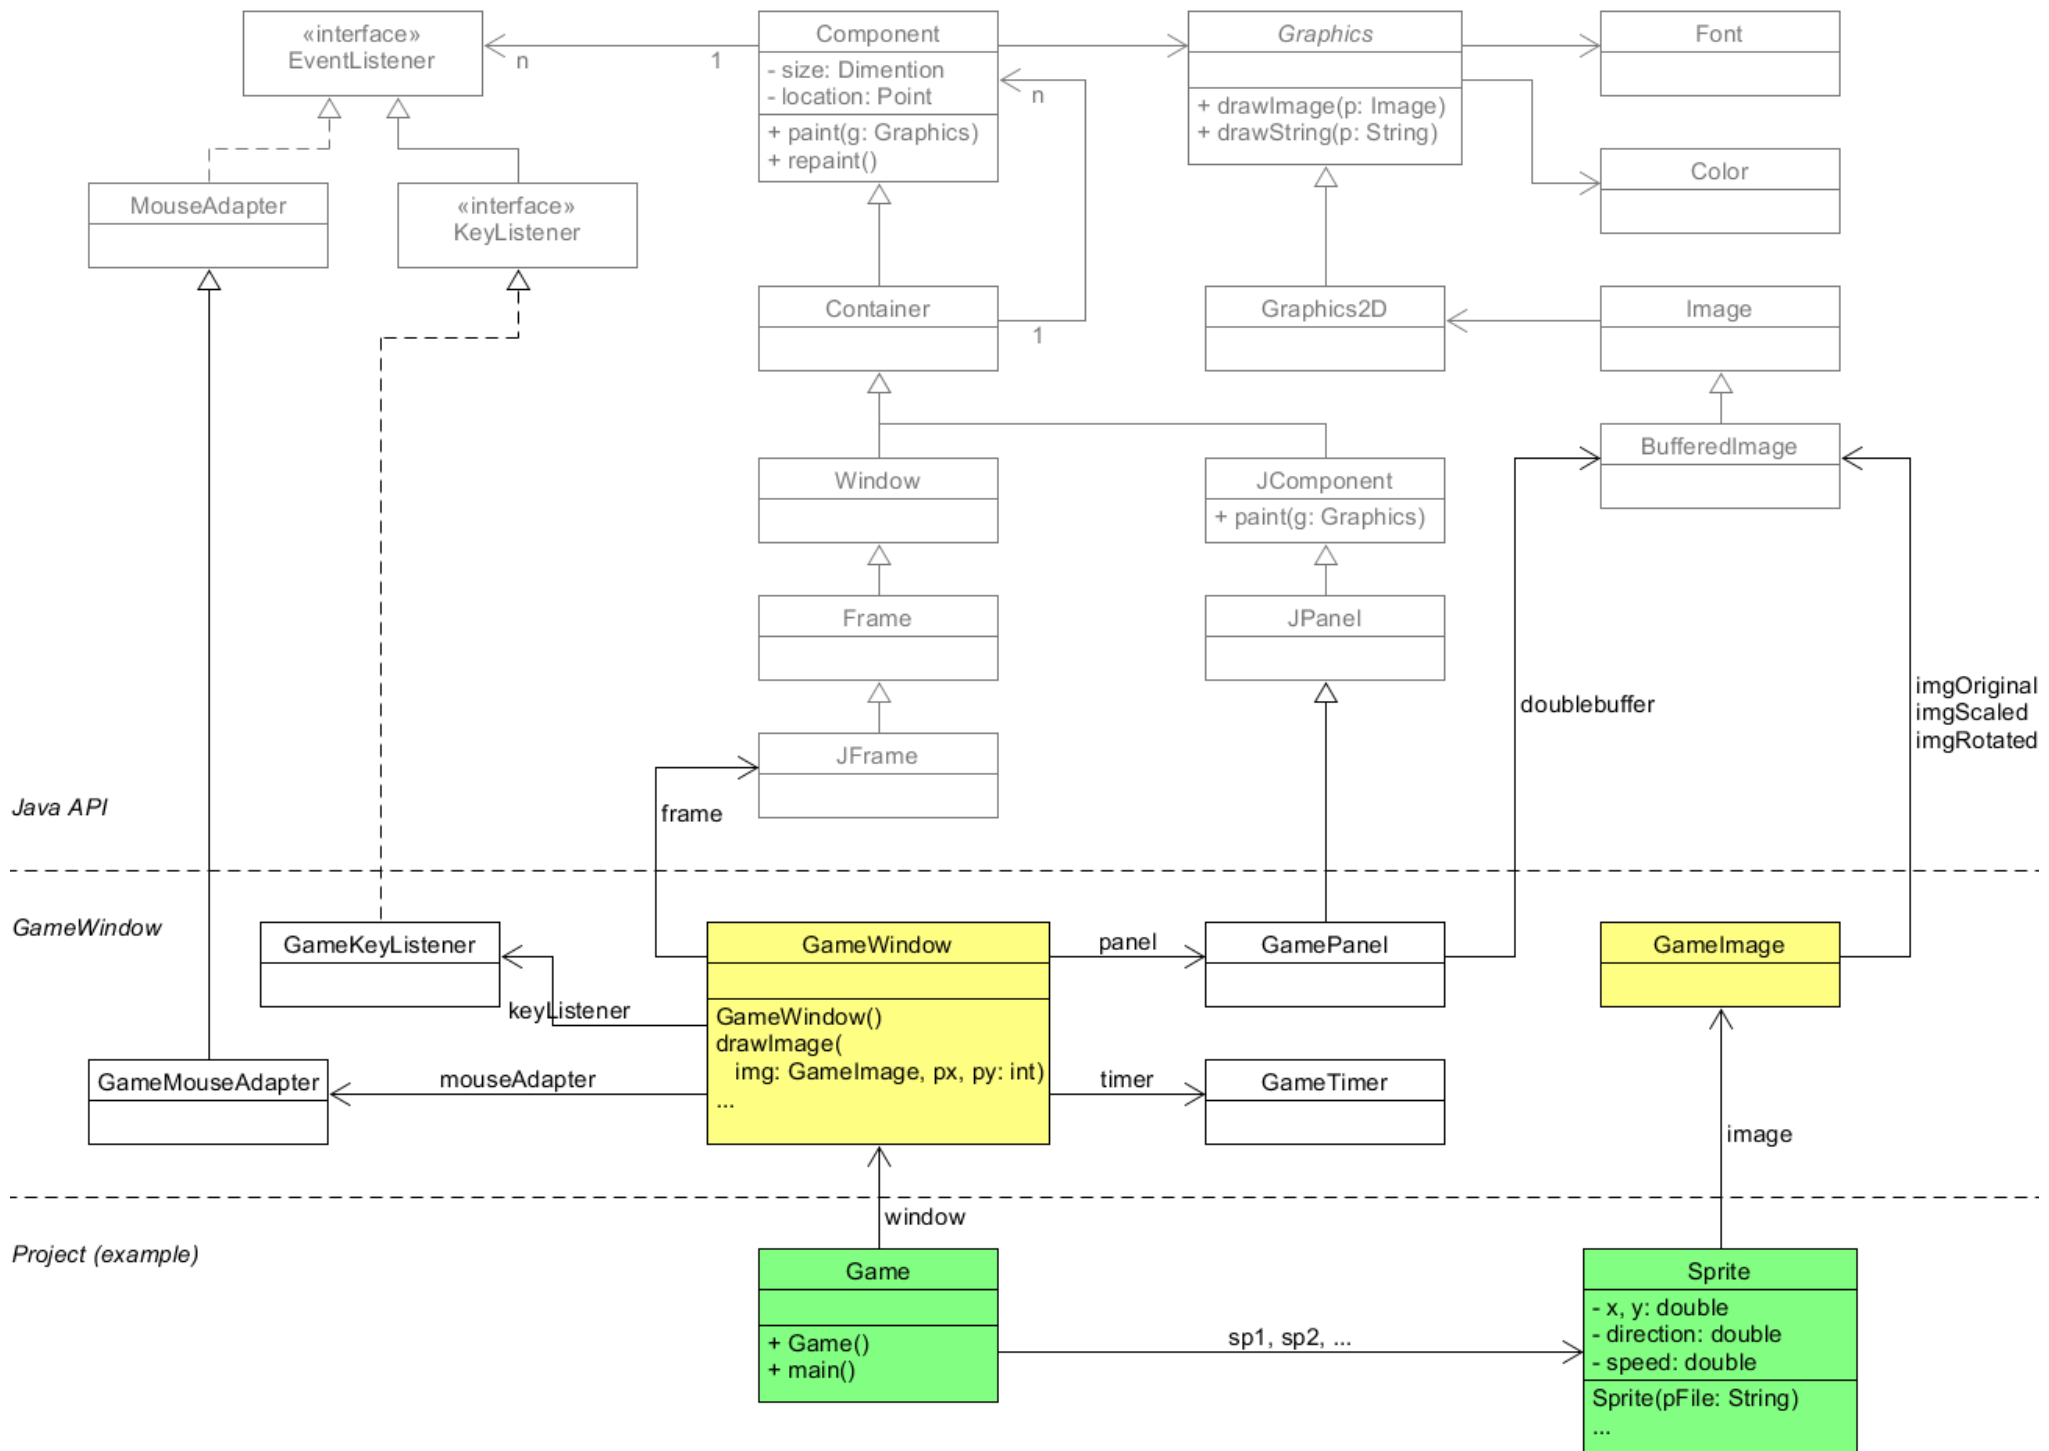 «interface»
EventListener
n
1
Component
- size: Dimention
- location: Point
+ paint(g: Graphics)
+ repaint()
n
Graphics
+ drawImage(p: Image)
+ drawString(p: String)
Font
Color
MouseAdapter
«interface»
KeyListener
Container
1
Graphics2D
Image
BufferedImage
Window
JComponent
+ paint(g: Graphics)
Frame
JPanel
JFrame
frame
doublebuffer
imgOriginal
imgScaled
imgRotated
Java API
GameWindow
GameKeyListener
keyListener
GameWindow
GameWindow()
drawImage(
img: GameImage, px, py: int)
...
panel
GamePanel
GameImage
GameMouseAdapter
mouseAdapter
timer
GameTimer
image
window
Project (example)
Game
+ Game()
+ main()
sp1, sp2, ...
Sprite
- x, y: double
- direction: double
- speed: double
Sprite(pFile: String)
...